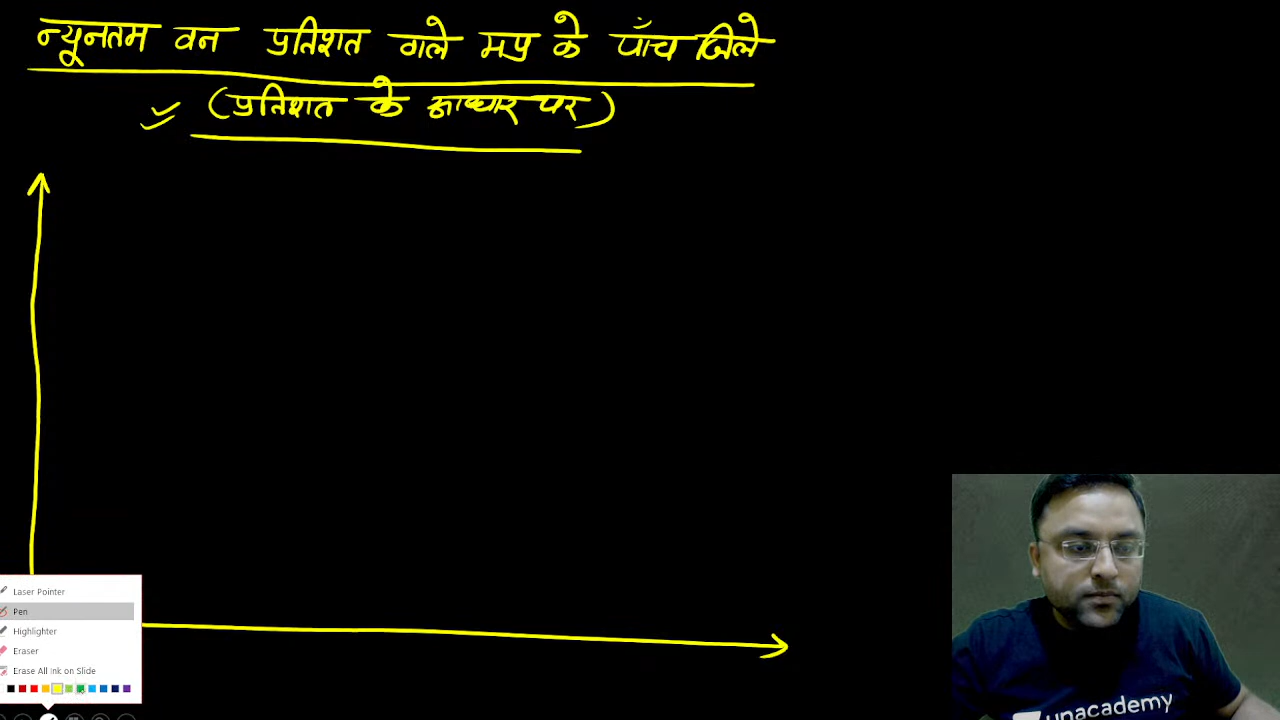 न्यूनतम वन प्रतिशत वाले मप्र के पाँच जिले
(प्रतिशत के आधार पर)
Laser Pointer
Pen
Highlighter
Eraser
Erase All Ink on Slide
unacademy